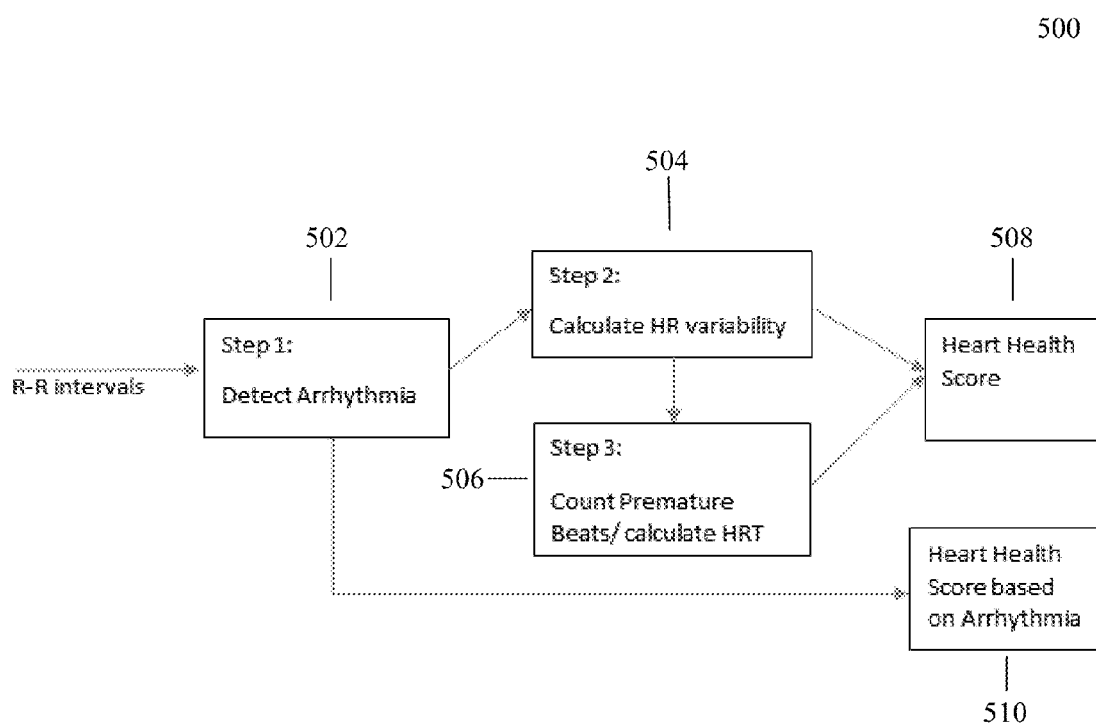 500
504
502
508
Step 2:
Calculate HR variability
Step 1:
Detect Arrhythmia
R-R intervals
Heart Health
Score
506
Step 3:
Count Premature
Beats/ calculate HRT
Heart Health
Score based
on Arrhythmia
510